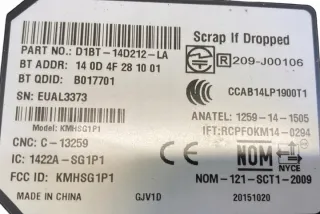 Scrap If Dropped
PART NO.: D1BT-14D212-LA
BT ADDR: 14 0D 4F 28 10 01
R 209-J00106
BT QDID: B017701
CCAB14LP1900T1
SN: EUAL3373
ANATEL: 1259-14-1505
Model: KMHSG1P1
IFT:RCPFOKM14-0294
CNC: C-13259
IC: 1422A-SG1P1
NOM NYCE
FCC ID: KMHSG1P1
NOM-121-SCT1-2009
MADE IN CHINA GJV1D 20151020